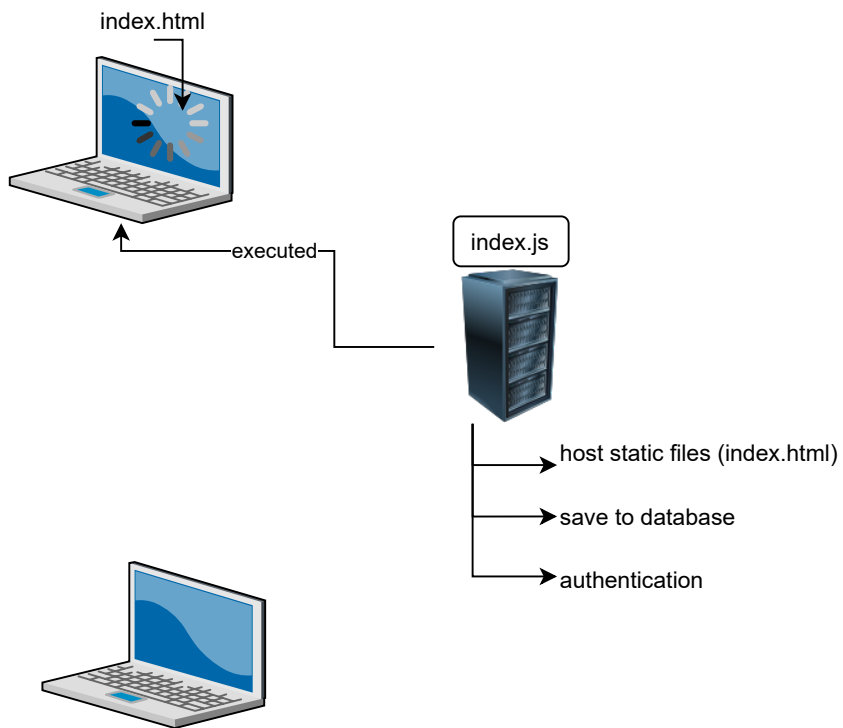 index.html
executed
index.js
host static files (index.html)
save to database
authentication